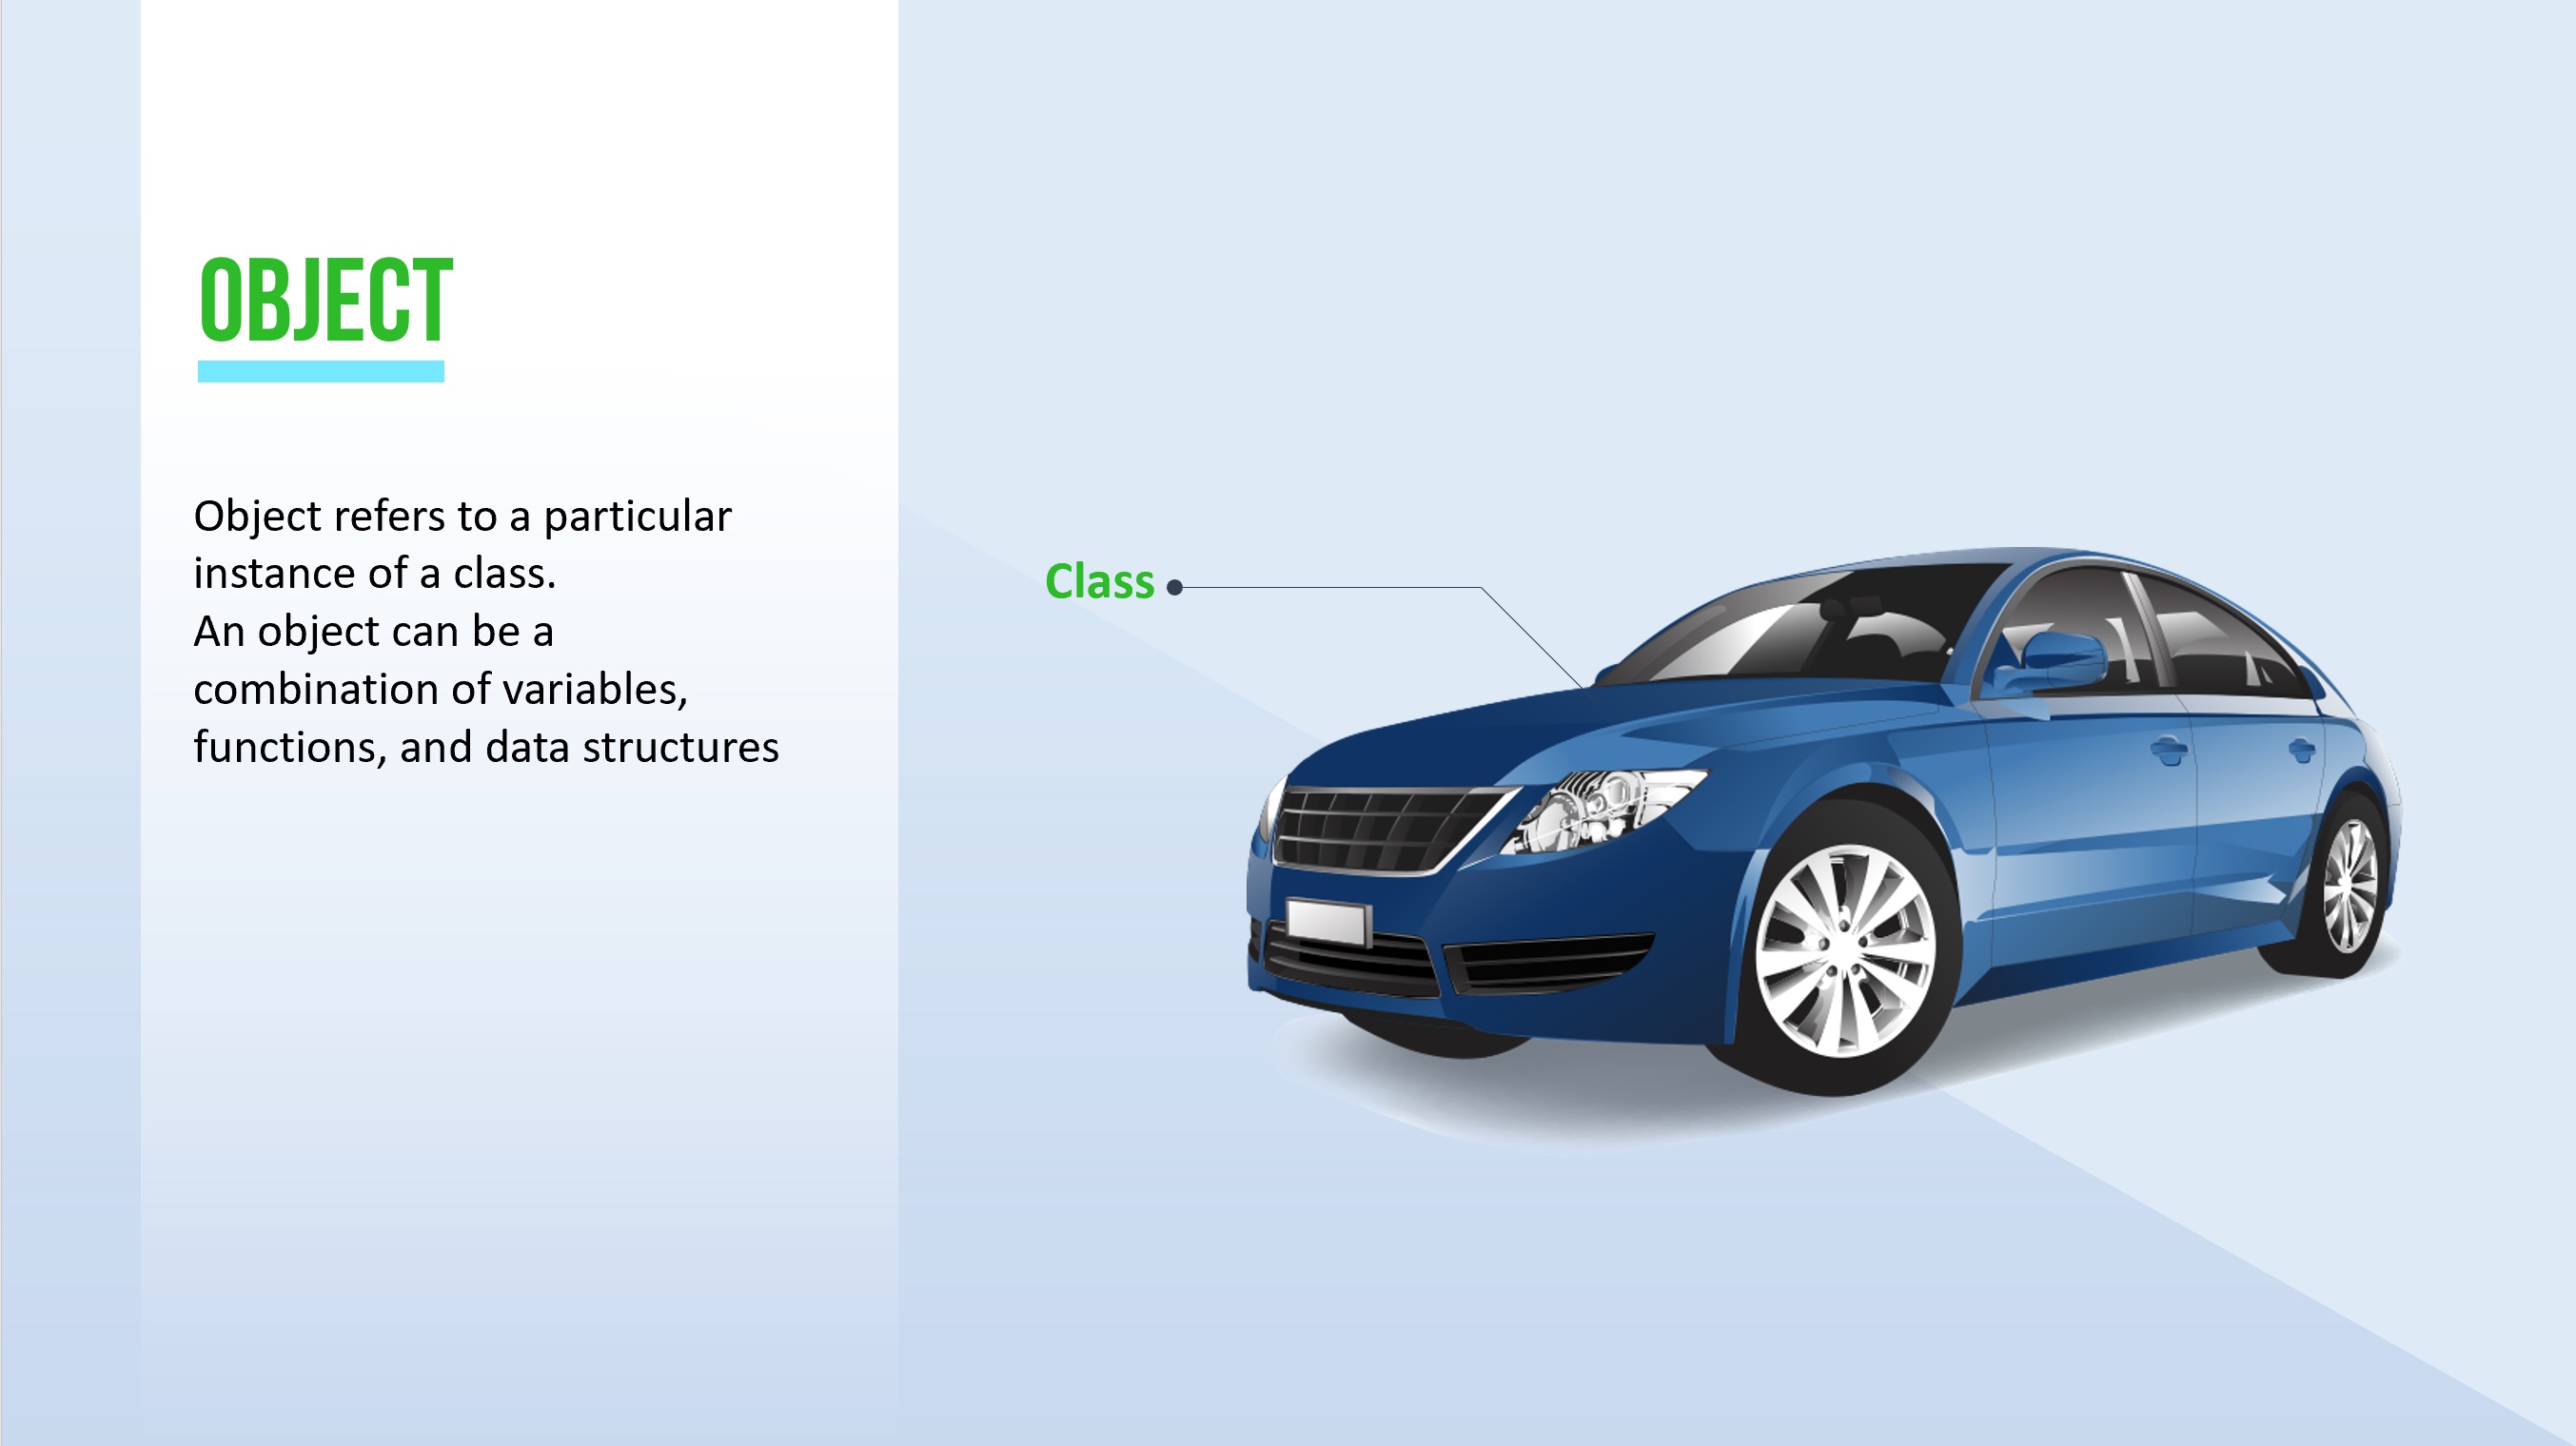 OBJECT
Object refers to a particular
instance of a class.
An object can be a
combination of variables,
functions, and data structures
Class